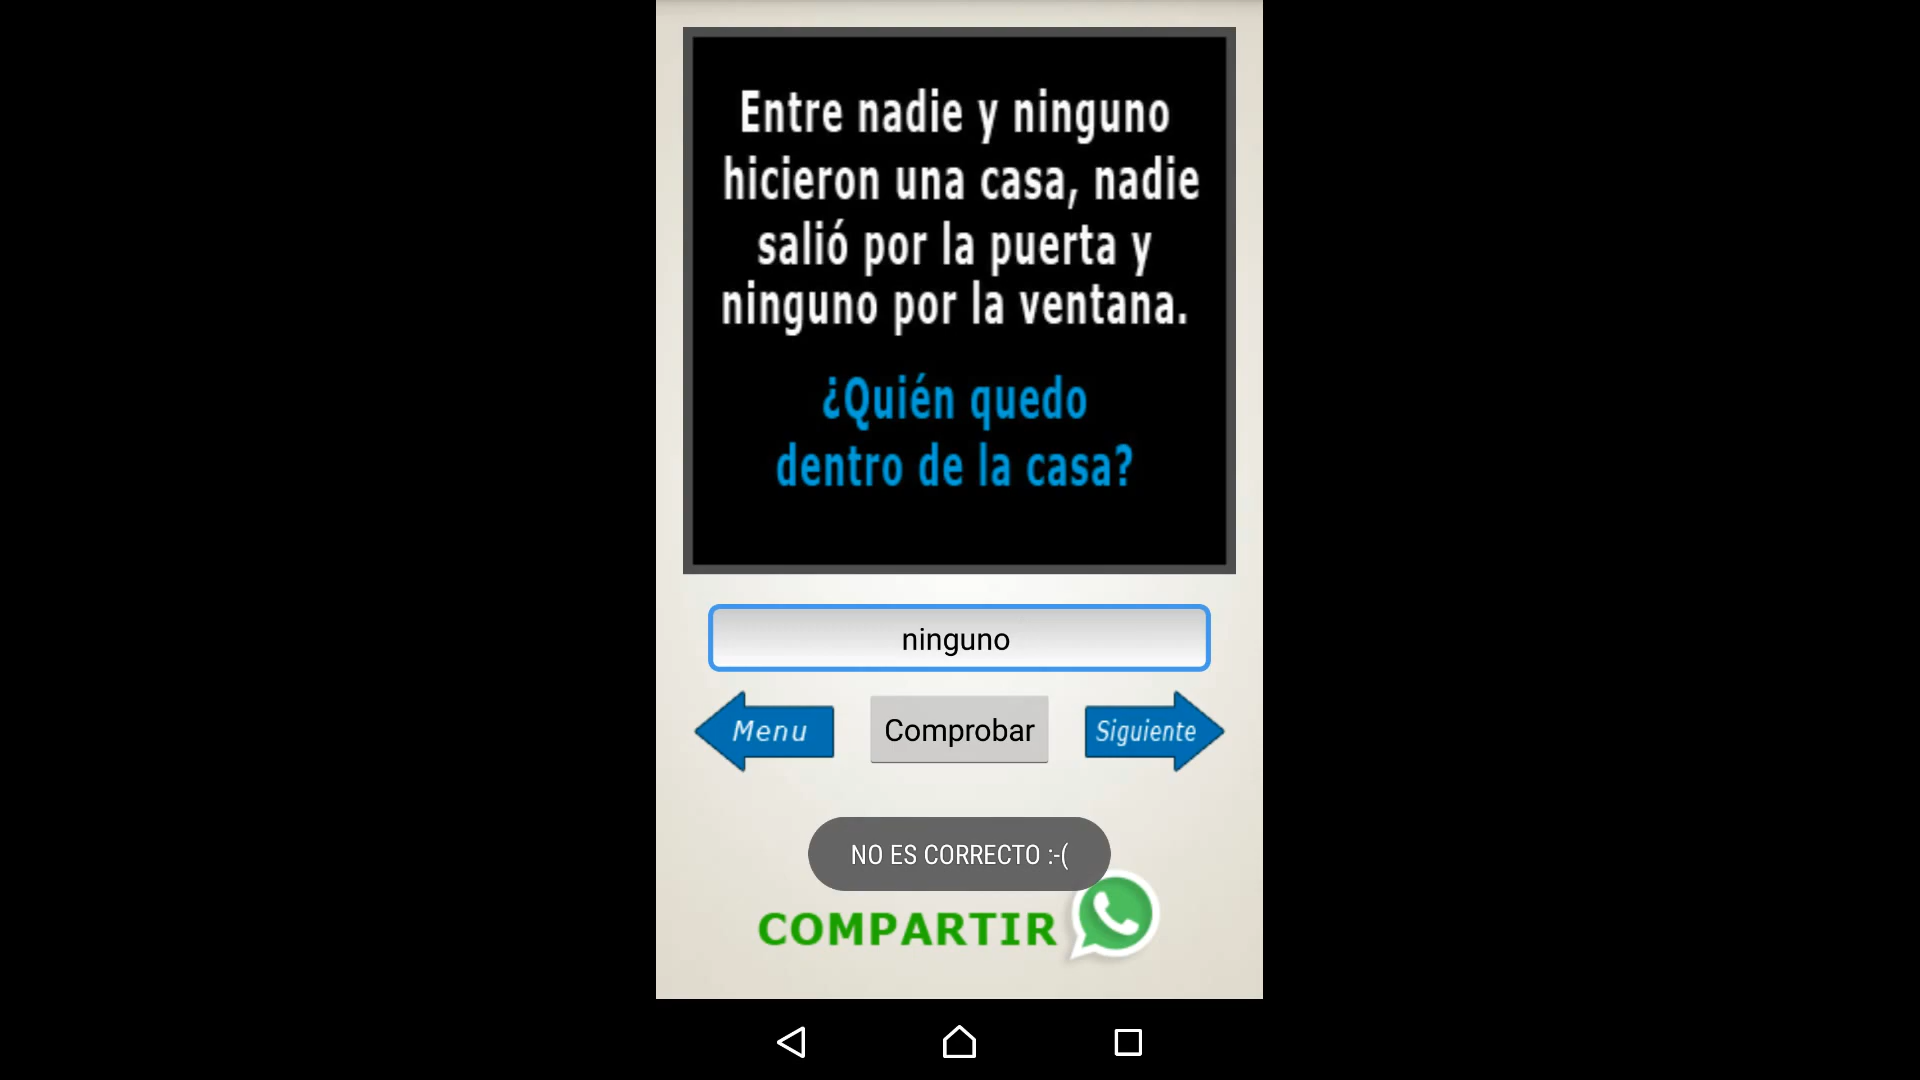 Entre nadie y ninguno
hicieron una casa, nadie
salió por la puerta y
ninguno por la ventana.
¿Quién quedo
dentro de la casa?
ninguno
Menu
Comprobar
Siguiente
NO ES CORRECTO :-(
COMPARTIR